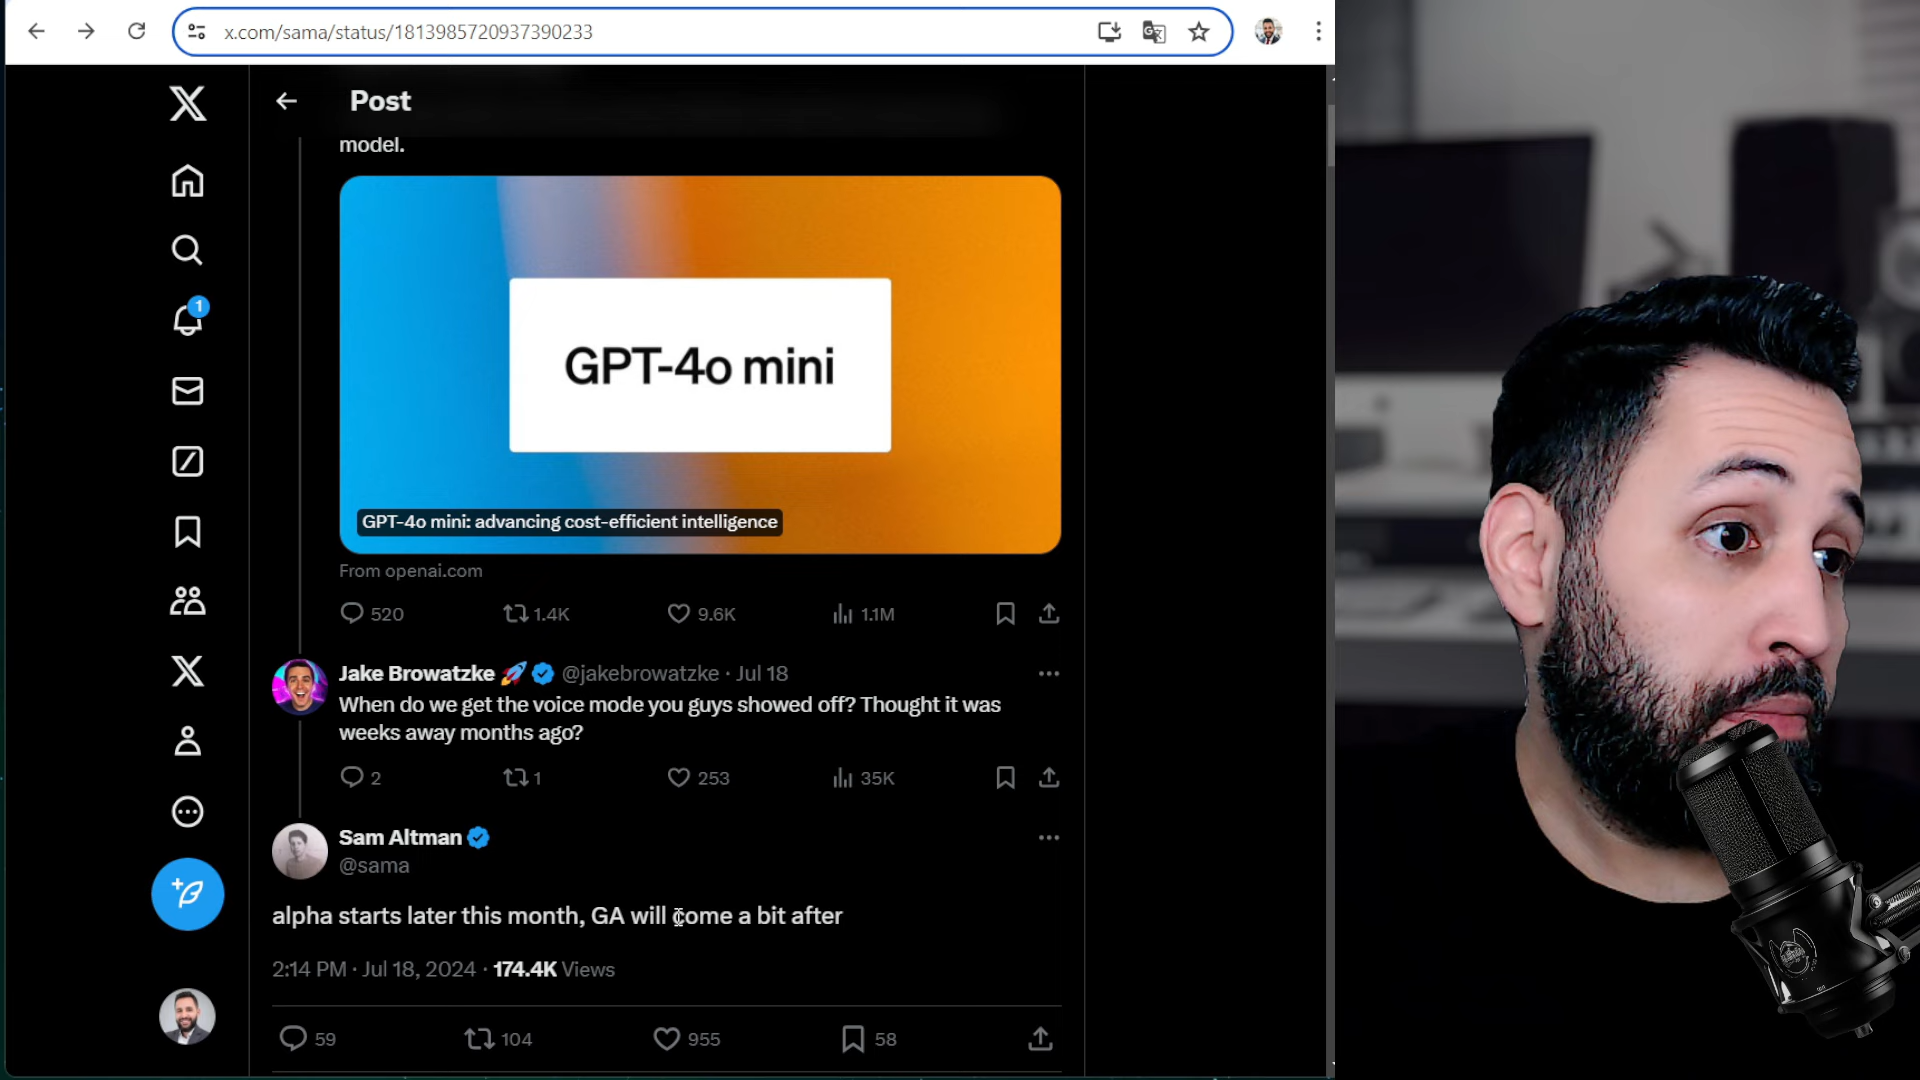 x.com/sama/status/1813985720937390233
Post
model.
GPT-4o mini
GPT-4o mini: advancing cost-efficient intelligence
From openai.com
520 1.4K 9.6K 1.1M
1
Jake Browatzke 🚀 @jakebrowatzke · Jul 18
When do we get the voice mode you guys showed off? Thought it was
weeks away months ago?
2 1 253 35K
Sam Altman
@sama
alpha starts later this month, GA will come a bit after
2:14 PM · Jul 18, 2024 · 174.4K Views
59 104 955 58